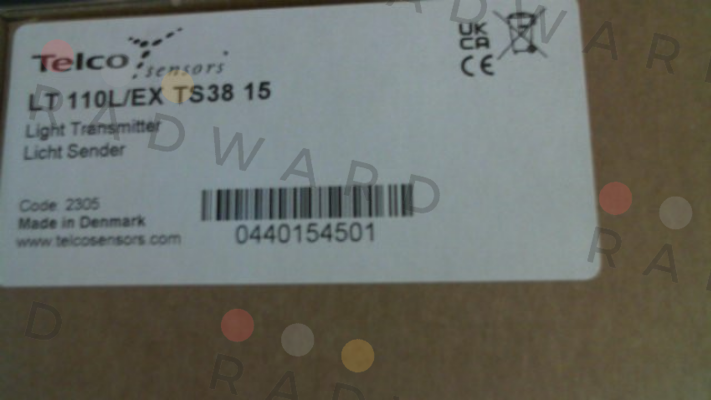 Telco
sensors
UK
CA
CE
LT 110L/EX TS38 15
Light Transmitter
Licht Sender
Code: 2305
Made in Denmark
www.telcosensors.com
0440154501
RADWARD
RADWARD